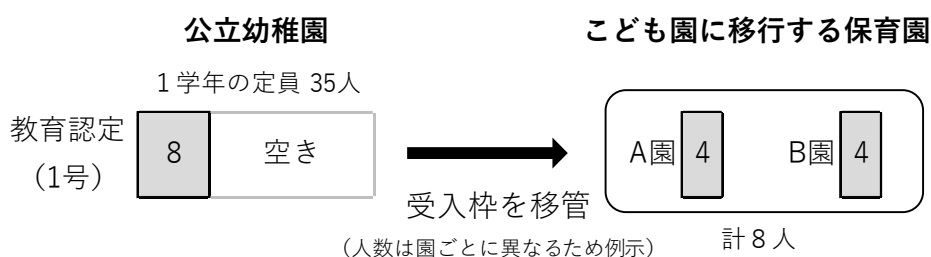 公立幼稚園
こども園に移行する保育園
１学年の定員 35人
教育認定
（1号）
8
空き
A園
4
B園
4
受入枠を移管
（人数は園ごとに異なるため例示）
計８人